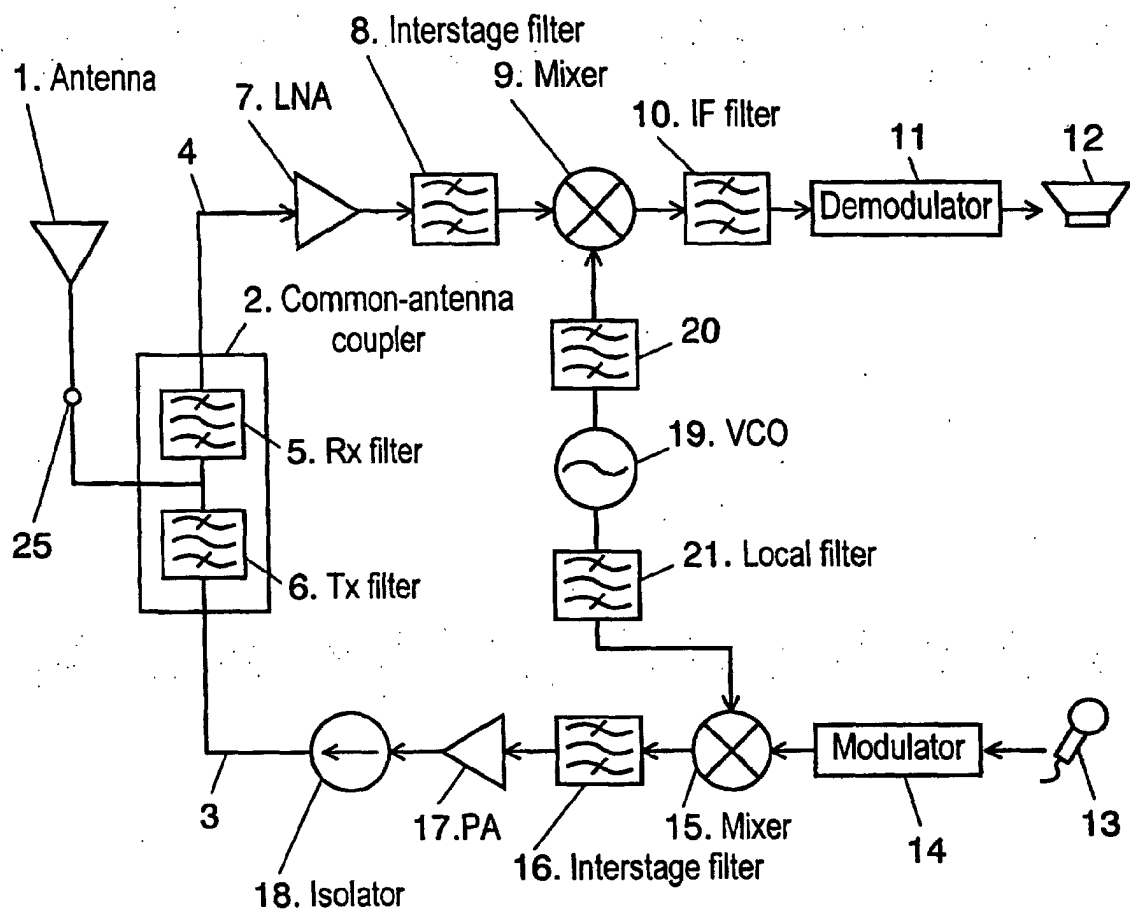 8. Interstage filter
1. Antenna
9. Mixer
7. LNA
10. IF filter
11
12
4
Demodulator
2. Common-antenna
coupler
20
5. Rx filter
19. VCO
25
6. Tx filter
21. Local filter
Modulator
3
17.PA
15. Mixer
14
13
16. Interstage filter
18. Isolator